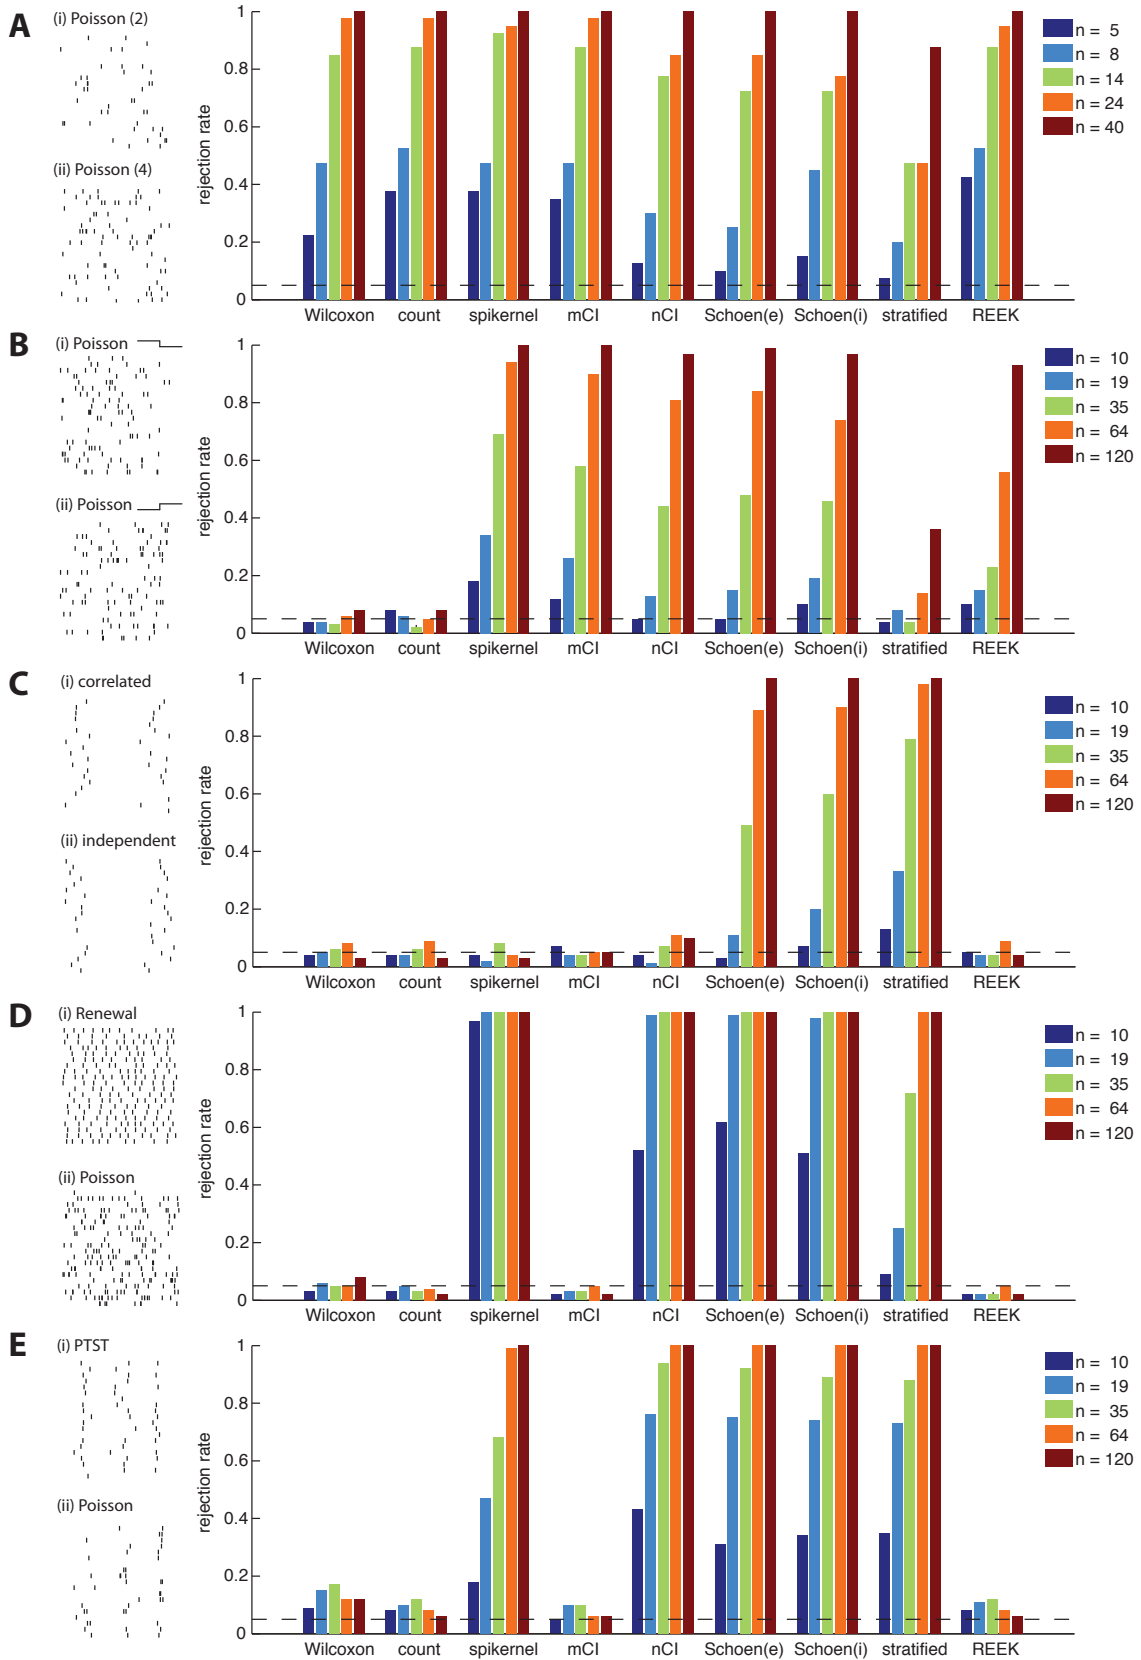 A
(i) Poisson (2)
(ii) Poisson (4)
rejection rate
1
0.8
0.6
0.4
0.2
0
Wilcoxon count spikernel mCI nCI Schoen(e) Schoen(i) stratified REEK
n = 5
n = 8
n = 14
n = 24
n = 40
B
(i) Poisson
(ii) Poisson
rejection rate
1
0.8
0.6
0.4
0.2
0
Wilcoxon count spikernel mCI nCI Schoen(e) Schoen(i) stratified REEK
n = 10
n = 19
n = 35
n = 64
n = 120
C
(i) correlated
(ii) independent
rejection rate
1
0.8
0.6
0.4
0.2
0
Wilcoxon count spikernel mCI nCI Schoen(e) Schoen(i) stratified REEK
n = 10
n = 19
n = 35
n = 64
n = 120
D
(i) Renewal
(ii) Poisson
rejection rate
1
0.8
0.6
0.4
0.2
0
Wilcoxon count spikernel mCI nCI Schoen(e) Schoen(i) stratified REEK
n = 10
n = 19
n = 35
n = 64
n = 120
E
(i) PTST
(ii) Poisson
rejection rate
1
0.8
0.6
0.4
0.2
0
Wilcoxon count spikernel mCI nCI Schoen(e) Schoen(i) stratified REEK
n = 10
n = 19
n = 35
n = 64
n = 120